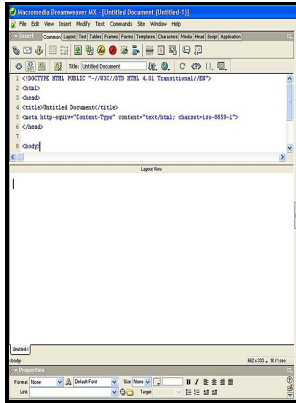 Macromedia Dreamweaver MX - [Untitled Document (Untitled-1)]
File Edit View Insert Modify Text Commands Site Window Help
Insert Common Layout Text Tables Frames Forms Templates Characters Media Head Script Application
Title: Untitled Document
1 <!DOCTYPE HTML PUBLIC "-//W3C//DTD HTML 4.01 Transitional//EN">
2 <html>
3 <head>
4 <title>Untitled Document</title>
5 <meta http-equiv="Content-Type" content="text/html; charset=iso-8859-1">
6 </head>
7
8 <body>
Layout View
Untitled-1
<body>
Properties
Format None Default Font Size None B I
Link Target